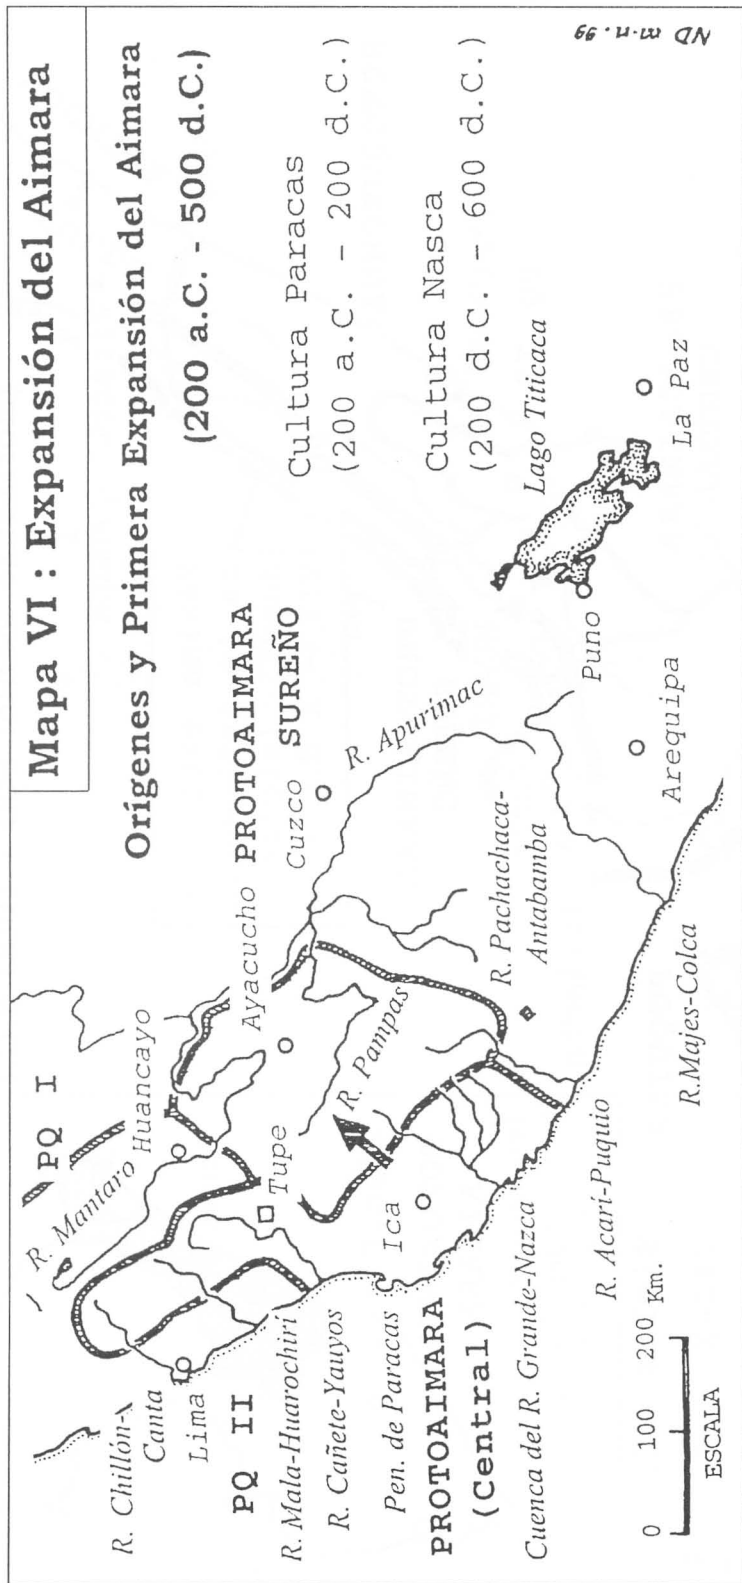 Mapa VI : Expansión del Aimara
Orígenes y Primera Expansión del Aimara
(200 a.C. - 500 d.C.)
Cultura Paracas
(200 a.C. - 200 d.C.)
Cultura Nasca
(200 d.C. - 600 d.C.)
PQ I
R. Mantaro
Huancayo
R. Chillón-
Canta
Lima
PQ II
R. Mala-Huarochirí
R. Cañete-Yauyos
Pen. de Paracas
PROTOAIMARA
(Central)
Cuenca del R. Grande-Nazca
Tupe
Ica
Ayacucho
R. Pampas
PROTOAIMARA
SUREÑO
Cuzco
R. Apurímac
R. Pachachaca-
Antabamba
R. Acarí-Puquio
R.Majes-Colca
Lago Titicaca
Puno
La Paz
Arequipa
0 100 200 Km.
ESCALA
ND m.n.99